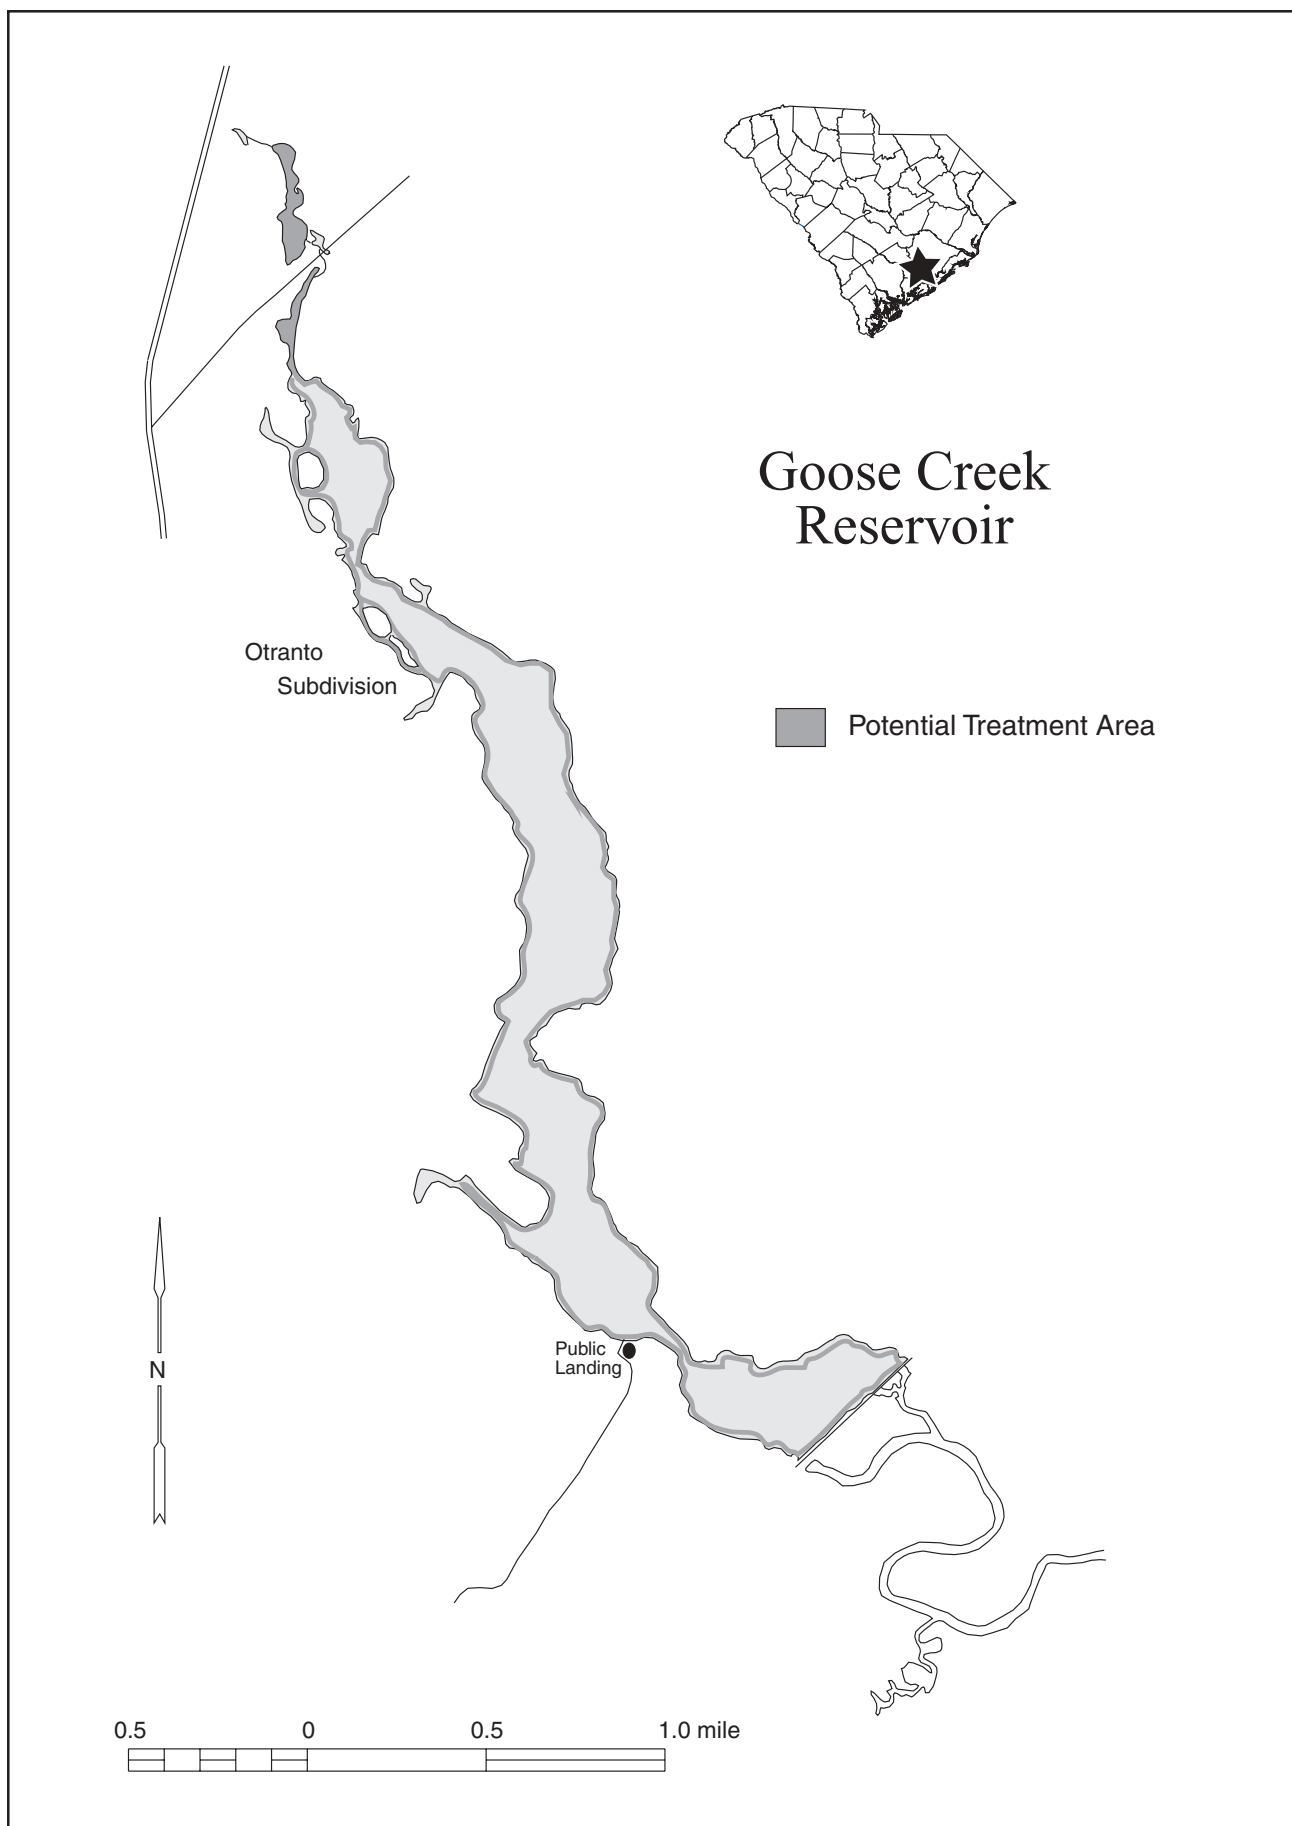 Goose Creek
Reservoir
Otranto
Subdivision
Potential Treatment Area
Public
Landing
N
0.5 0 0.5 1.0 mile